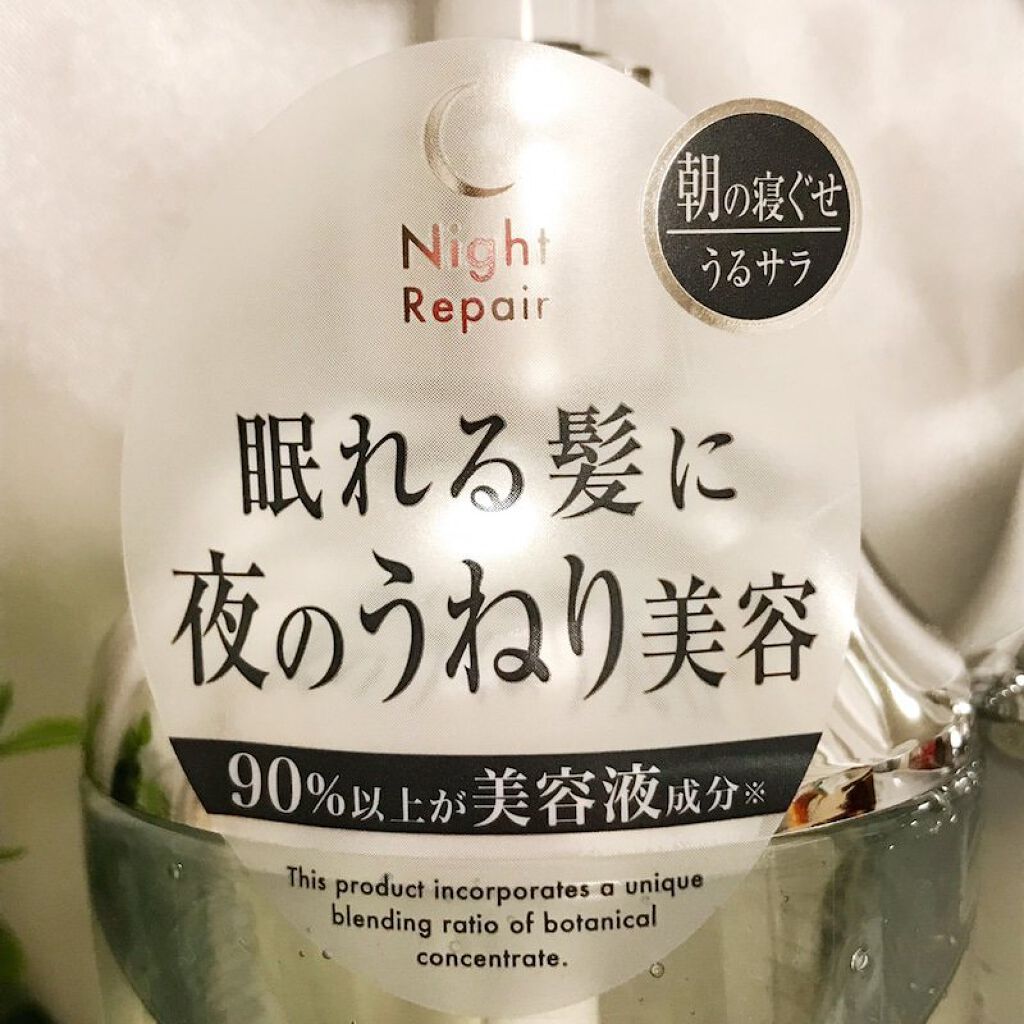 Night
Repair
朝の寝ぐせ
うるサラ
眠れる髪に
夜のうねり美容
90%以上が美容液成分※
This product incorporates a unique
blending ratio of botanical
concentrate.